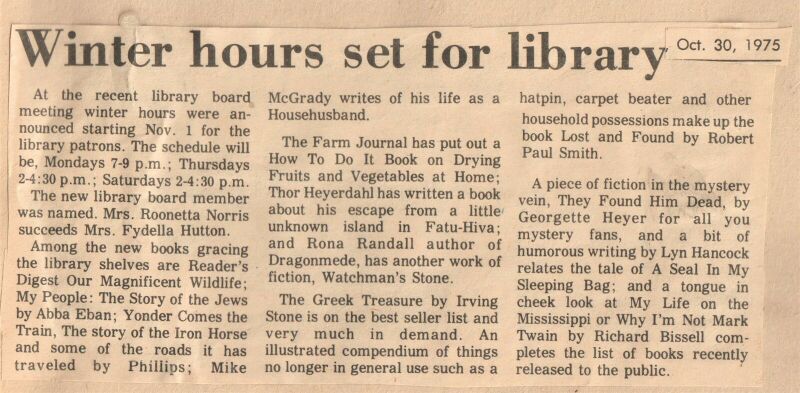 Winter hours set for library
Oct. 30, 1975
At the recent library board
meeting winter hours were an-
nounced starting Nov. 1 for the
library patrons. The schedule will
be, Mondays 7-9 p.m.; Thursdays
2-4:30 p.m.; Saturdays 2-4:30 p.m.
The new library board member
was named. Mrs. Roonetta Norris
succeeds Mrs. Fydella Hutton.
Among the new books gracing
the library shelves are Reader's
Digest Our Magnificent Wildlife;
My People: The Story of the Jews
by Abba Eban; Yonder Comes the
Train, The story of the Iron Horse
and some of the roads it has
traveled by Phillips; Mike
McGrady writes of his life as a
Househusband.
The Farm Journal has put out a
How To Do It Book on Drying
Fruits and Vegetables at Home;
Thor Heyerdahl has written a book
about his escape from a little
unknown island in Fatu-Hiva;
and Rona Randall author of
Dragonmede, has another work of
fiction, Watchman's Stone.
The Greek Treasure by Irving
Stone is on the best seller list and
very much in demand. An
illustrated compendium of things
no longer in general use such as a
hatpin, carpet beater and other
household possessions make up the
book Lost and Found by Robert
Paul Smith.
A piece of fiction in the mystery
vein, They Found Him Dead, by
Georgette Heyer for all you
mystery fans, and a bit of
humorous writing by Lyn Hancock
relates the tale of A Seal In My
Sleeping Bag; and a tongue in
cheek look at My Life on the
Mississippi or Why I'm Not Mark
Twain by Richard Bissell com-
pletes the list of books recently
released to the public.